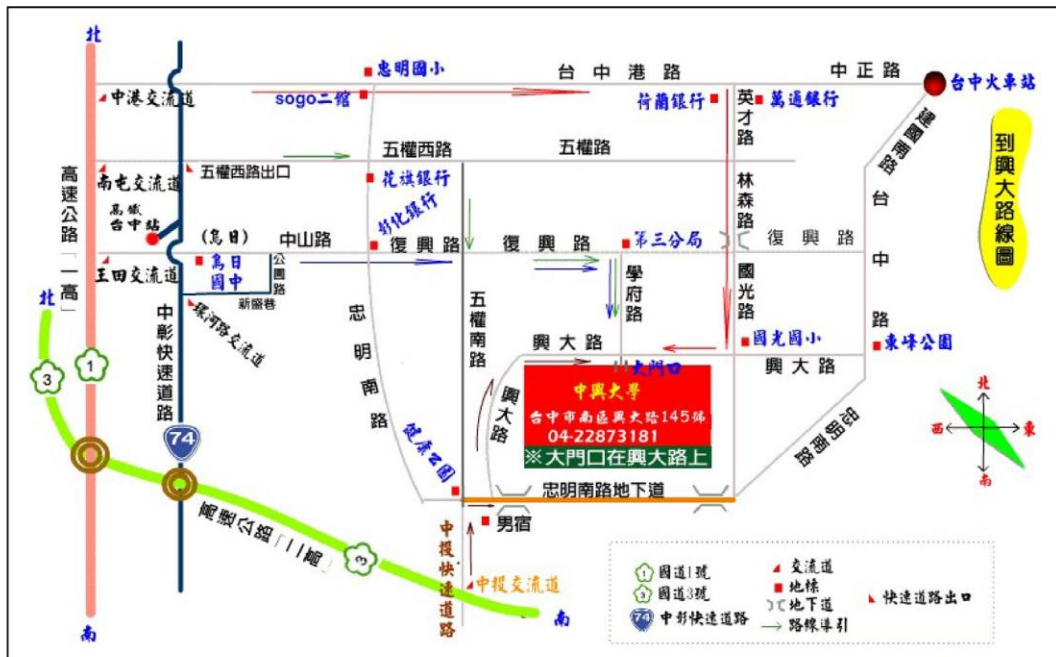 北
忠明國小
台中港路
中正路
台中火車站
中港交流道
sogo二館
荷蘭銀行
英才路
萬通銀行
建國南路
到興大路線圖
五權西路
五權路
南屯交流道
五權西路出口
花旗銀行
林森路
高速公路「一高」
高鐵
台中站
彰化銀行
台中路
(烏日)
中山路
復興路
復興路
第三分局
復興路
王田交流道
烏日
國中
公園路
學府路
國光路
北
新盛巷
環河路交流道
中彰快速道路
忠明南路
五權南路
興大路
國光國小
東峰公園
3
1
大門口
興大路
中興大學
台中市南區興大路145號
04-22873181
※大門口在興大路上
興大路
忠明南路
北
西
東
南
74
健康公園
忠明南路地下道
高速公路「二高」
男宿
3
中投快速道路
中投交流道
南
南
1
國道1號
3
國道3號
74
中彰快速道路
交流道
地標
地下道
路線導引
快速道路出口